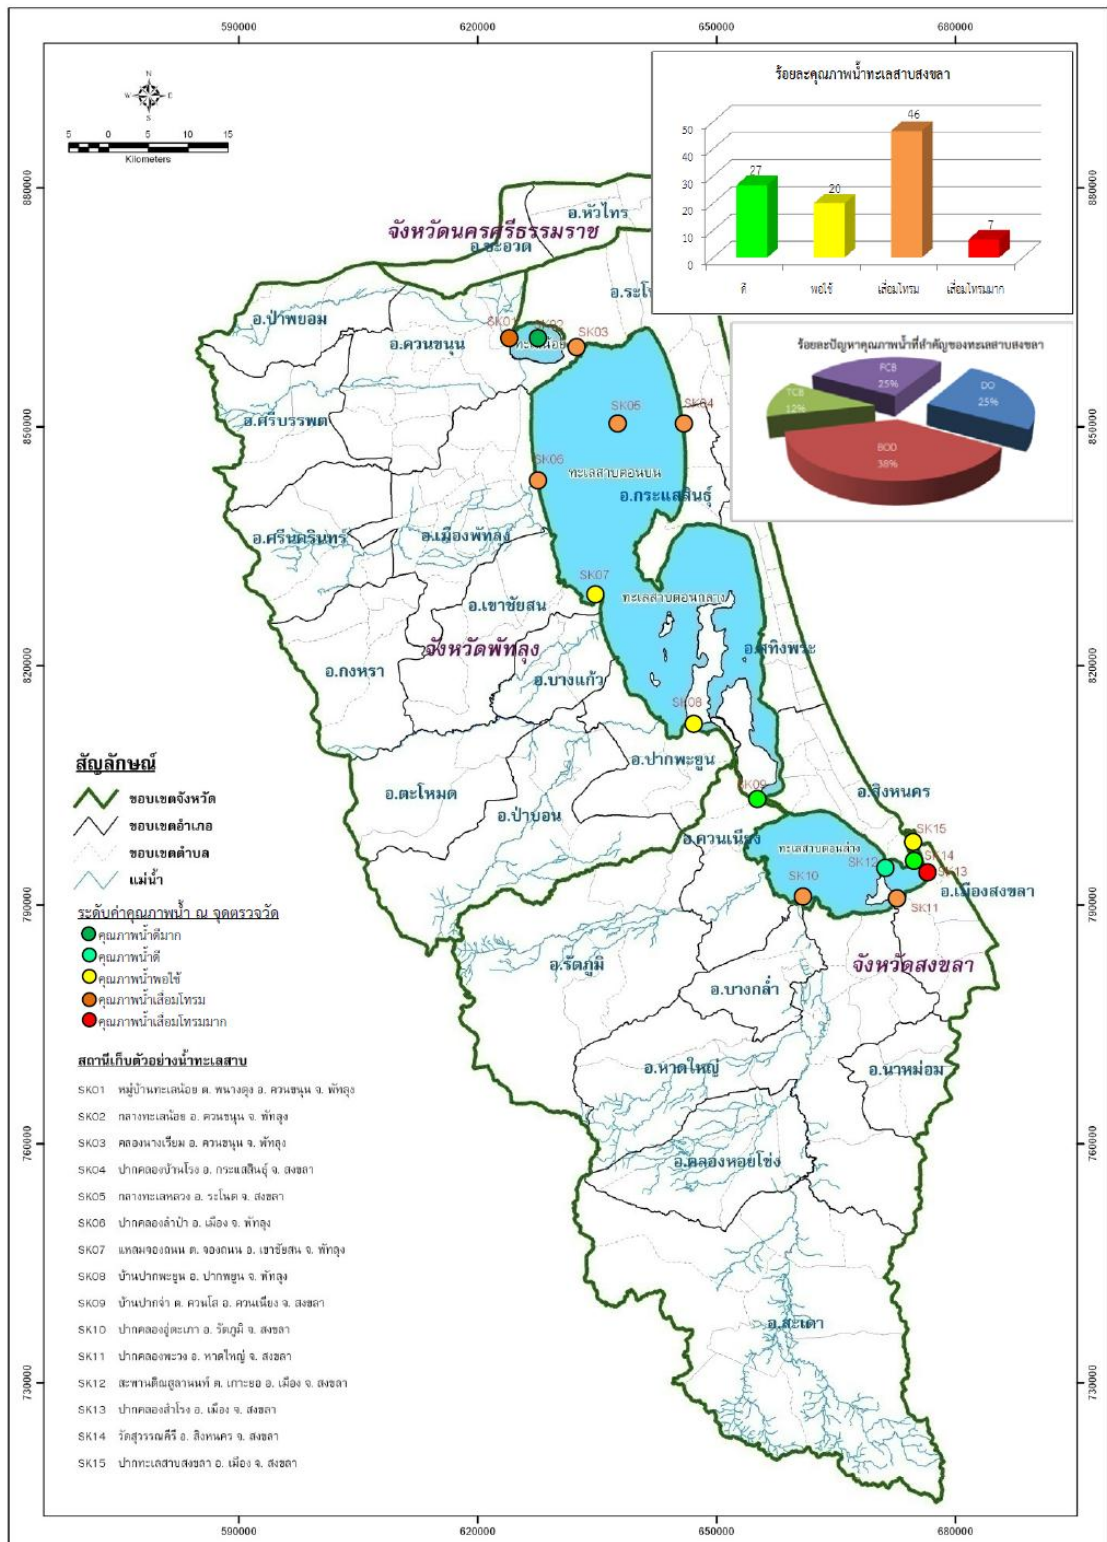 590000
620000
650000
680000
ร้อยละคุณภาพน้ำทะเลสาบสงขลา
50
40
30
20
10
0
27
20
46
7
ดี
พอใช้
เสื่อมโทรม
เสื่อมโทรมมาก
N
W
E
S
5 0 5 10 15
Kilometers
880000
880000
ร้อยละปัญหาคุณภาพน้ำที่สำคัญของทะเลสาบสงขลา
FCB
25%
DO
25%
TCB
12%
BOD
38%
อ.หัวไทร
จังหวัดนครศรีธรรมราช
อ.ชะอวด
อ.ระโน
อ.ป่าพยอม
อ.ควนขนุน
SK01
SK02
SK03
ทะเลน้อย
อ.ศรีบรรพต
850000
850000
SK05
SK04
SK06
ทะเลสาบตอนบน
อ.กระแสสินธุ์
อ.ศรีนครินทร์
อ.เมืองพัทลุง
SK07
ทะเลสาบตอนกลาง
อ.เขาชัยสน
จังหวัดพัทลุง
อ.สทิงพระ
อ.กงหรา
820000
820000
อ.บางแก้ว
SK08
อ.ปากพะยูน
สัญลักษณ์
ขอบเขตจังหวัด
ขอบเขตอำเภอ
ขอบเขตตำบล
แม่น้ำ
อ.ตะโหมด
อ.ป่าบอน
SK09
อ.สิงหนคร
อ.ควนเนียง
ทะเลสาบตอนล่าง
SK15
SK14
SK12
SK13
SK10
อ.เมืองสงขลา
SK11
790000
790000
ระดับค่าคุณภาพน้ำ ณ จุดตรวจวัด
คุณภาพน้ำดีมาก
คุณภาพน้ำดี
คุณภาพน้ำพอใช้
คุณภาพน้ำเสื่อมโทรม
คุณภาพน้ำเสื่อมโทรมมาก
อ.รัตภูมิ
จังหวัดสงขลา
อ.บางกล่ำ
อ.หาดใหญ่
อ.นาหม่อม
760000
760000
อ.คลองหอยโข่ง
สถานีเก็บตัวอย่างน้ำทะเลสาบ
SK01 หมู่บ้านทะเลน้อย ต. พนางตุง อ. ควนขนุน จ. พัทลุง
SK02 กลางทะเลน้อย อ. ควนขนุน จ. พัทลุง
SK03 คลองนางเรียม อ. ควนขนุน จ. พัทลุง
SK04 ปากคลองบ้านโรง อ. กระแสสินธุ์ จ. สงขลา
SK05 กลางทะเลหลวง อ. ระโนด จ. สงขลา
SK06 ปากคลองลำปำ อ. เมือง จ. พัทลุง
SK07 แหลมจองถนน ต. จองถนน อ. เขาชัยสน จ. พัทลุง
SK08 บ้านปากพะยูน อ. ปากพยูน จ. พัทลุง
SK09 บ้านปากจ่า ต. ควนโส อ. ควนเนียง จ. สงขลา
SK10 ปากคลองอู่ตะเภา อ. รัตภูมิ จ. สงขลา
SK11 ปากคลองพะวง อ. หาดใหญ่ จ. สงขลา
SK12 สะพานติณสูลานนท์ ต. เกาะยอ อ. เมือง จ. สงขลา
SK13 ปากคลองสำโรง อ. เมือง จ. สงขลา
SK14 วัดสุวรรณคีรี อ. สิงหนคร จ. สงขลา
SK15 ปากทะเลสาบสงขลา อ. เมือง จ. สงขลา
อ.สะเดา
730000
730000
590000
620000
650000
680000